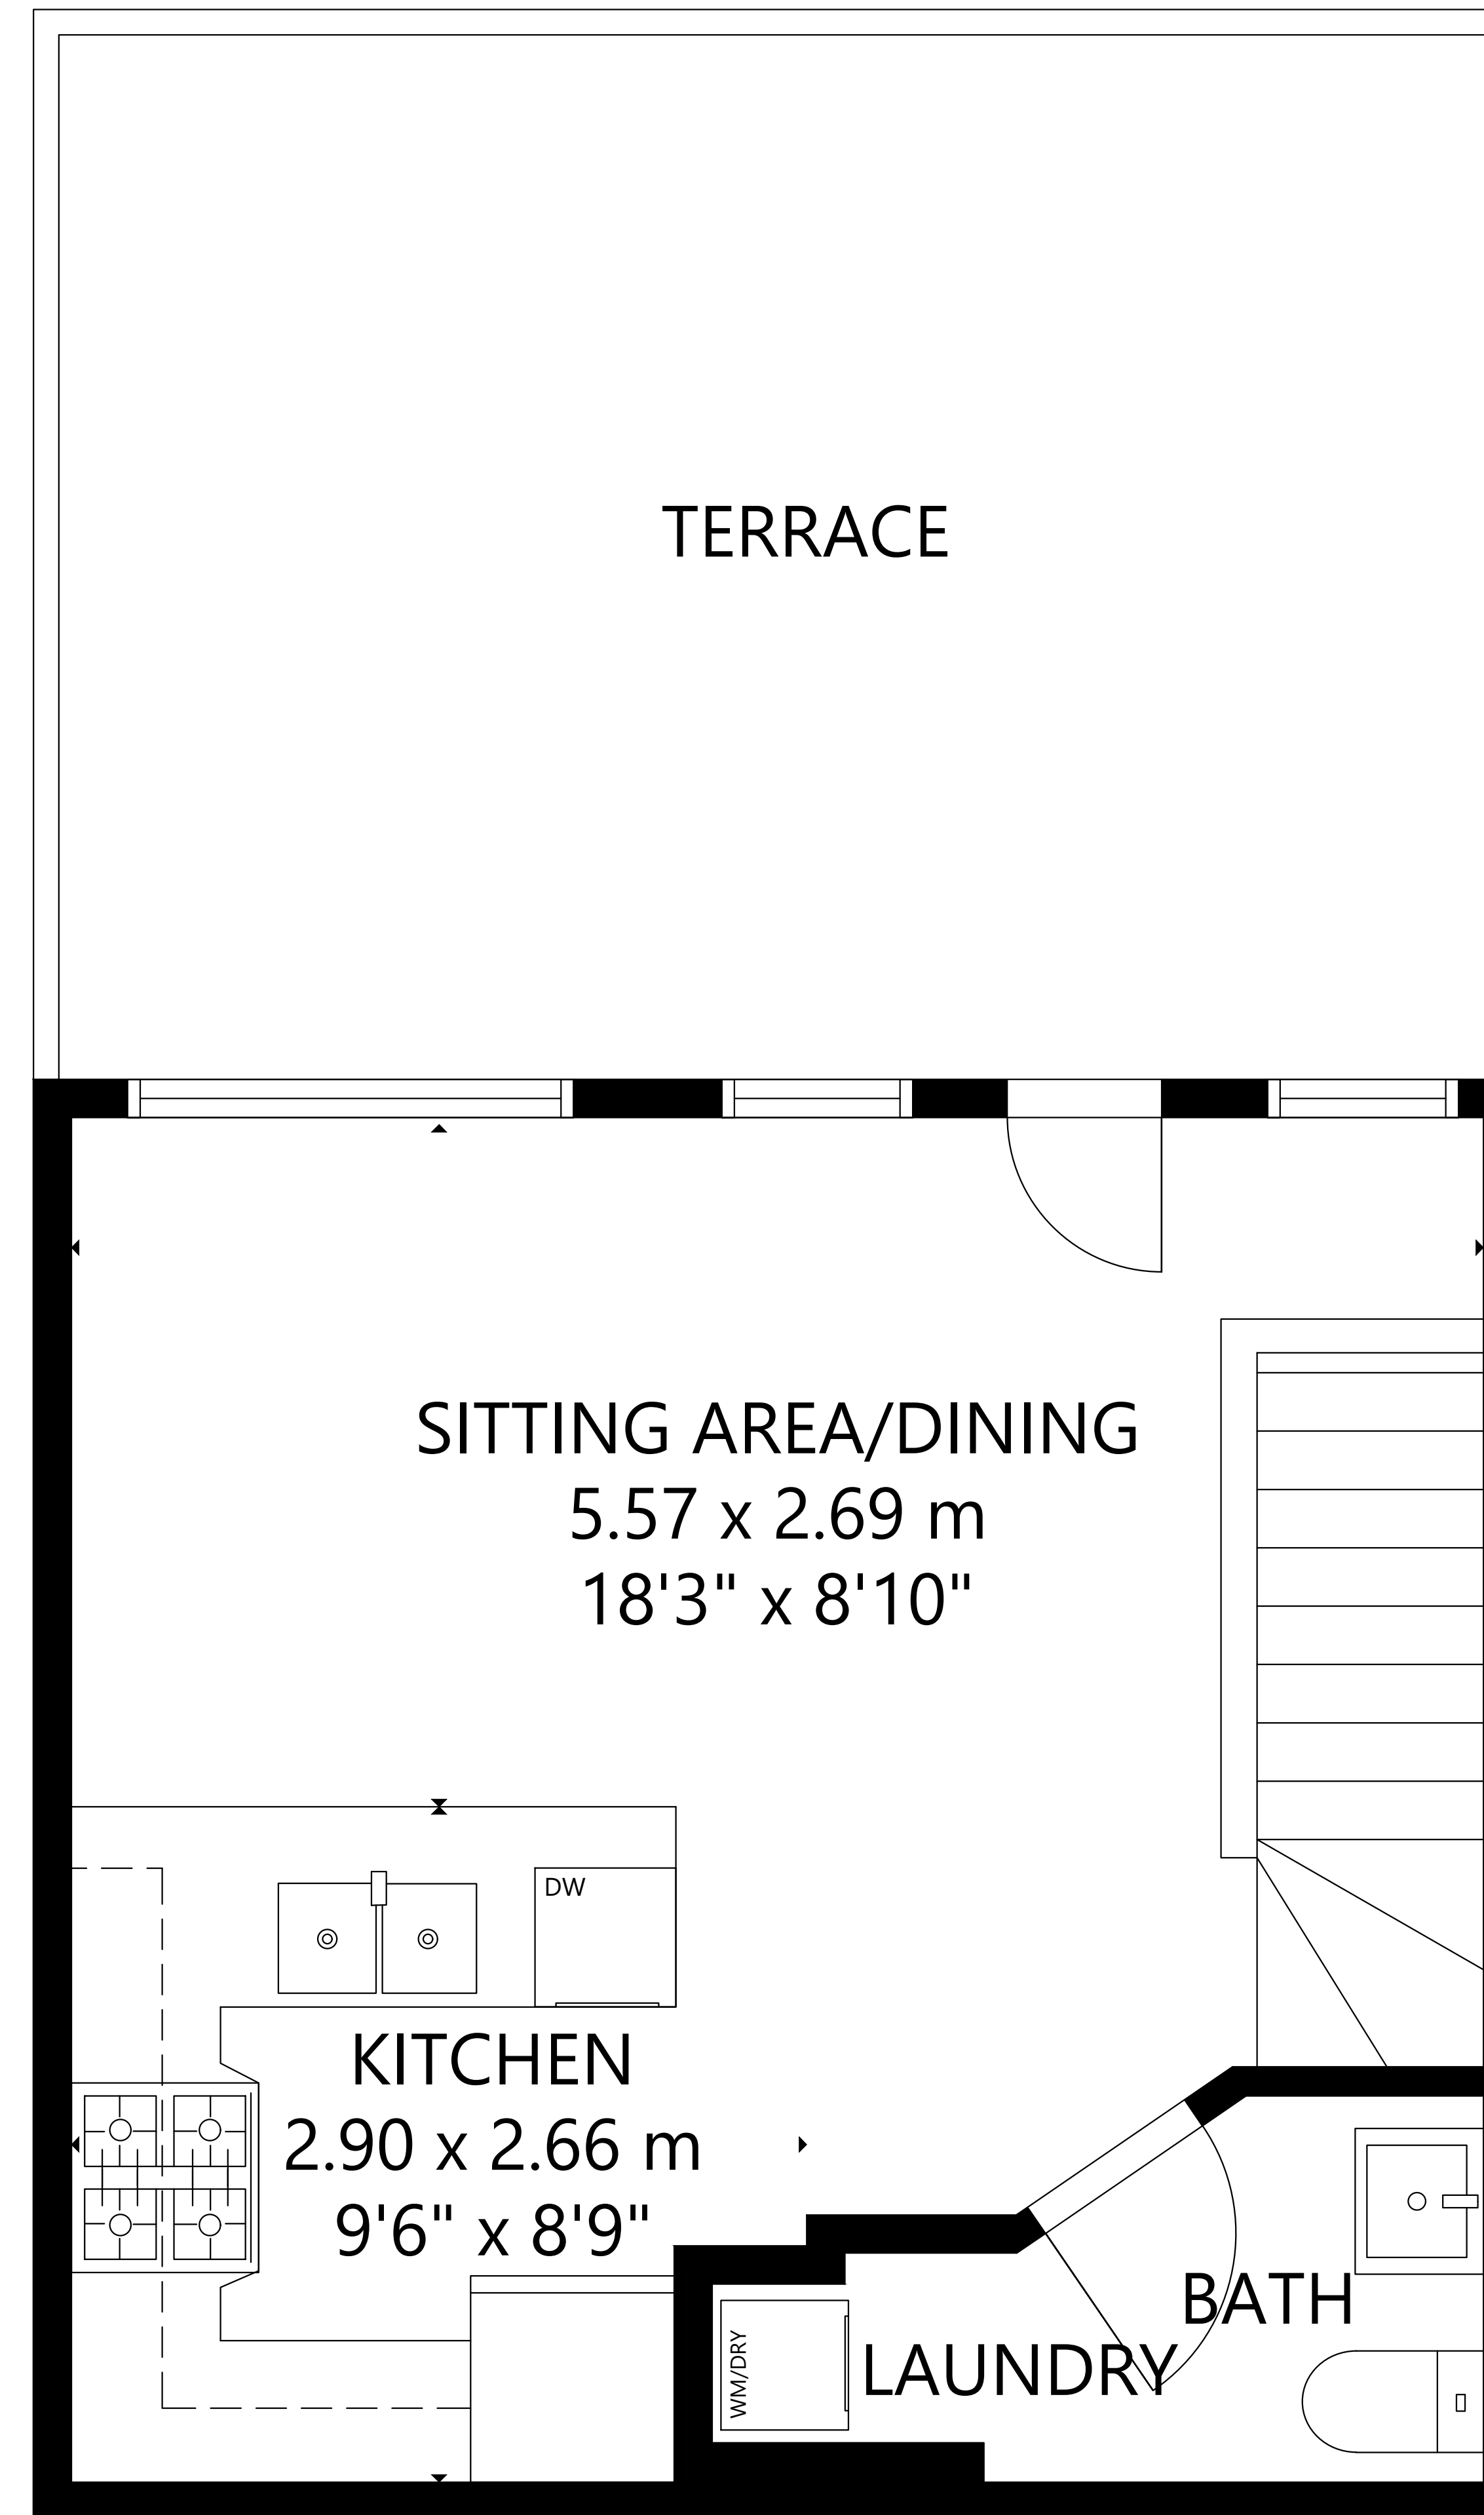 TERRACE
SITTING AREA/DINING
5.57 x 2.69 m
18'3" x 8'10"
DW
KITCHEN
2.90 x 2.66 m
9'6" x 8'9"
BATH
WM/DRY
LAUNDRY